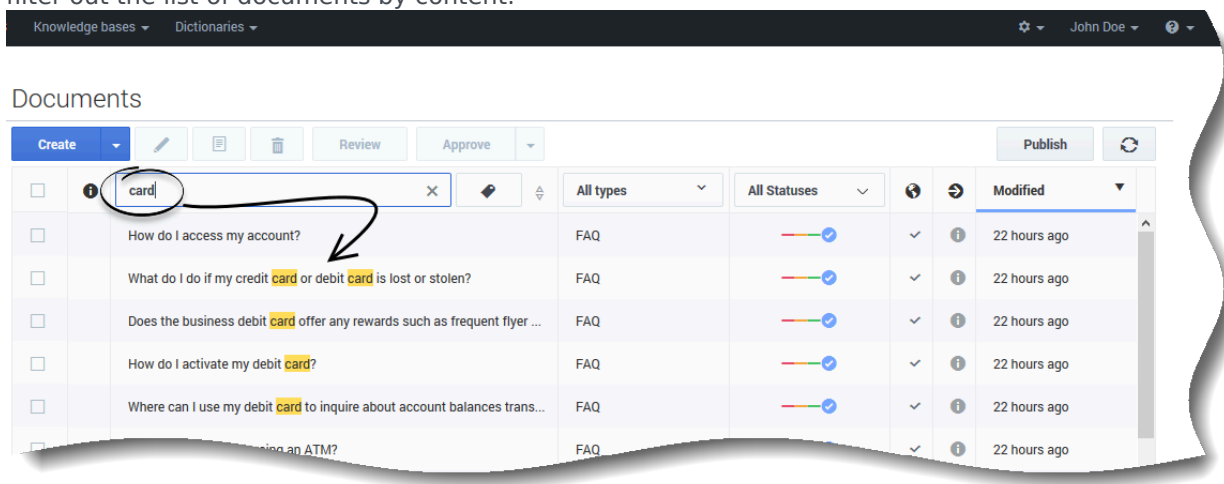 filter out the list of documents by content.
Knowledge bases Dictionaries John Doe
Documents
Create Review Approve Publish
card All types All Statuses Modified
How do I access my account? FAQ 22 hours ago
What do I do if my credit card or debit card is lost or stolen? FAQ 22 hours ago
Does the business debit card offer any rewards such as frequent flyer ... FAQ 22 hours ago
How do I activate my debit card? FAQ 22 hours ago
Where can I use my debit card to inquire about account balances trans... FAQ 22 hours ago
an ATM? FAQ 22 hours ago